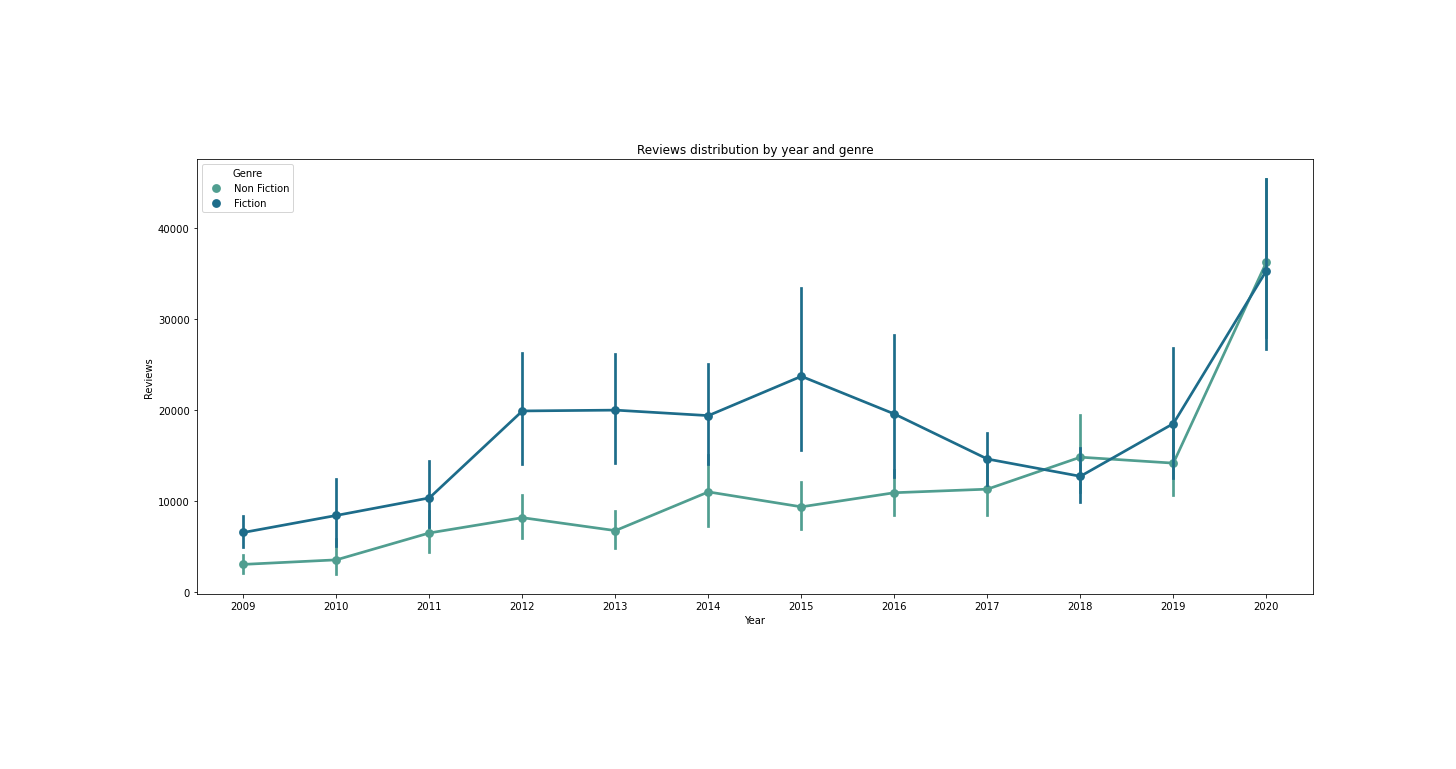 Reviews distribution by year and genre
Genre
Non Fiction
Fiction
40000
30000
20000
10000
0
Reviews
2009 2010 2011 2012 2013 2014 2015 2016 2017 2018 2019 2020
Year